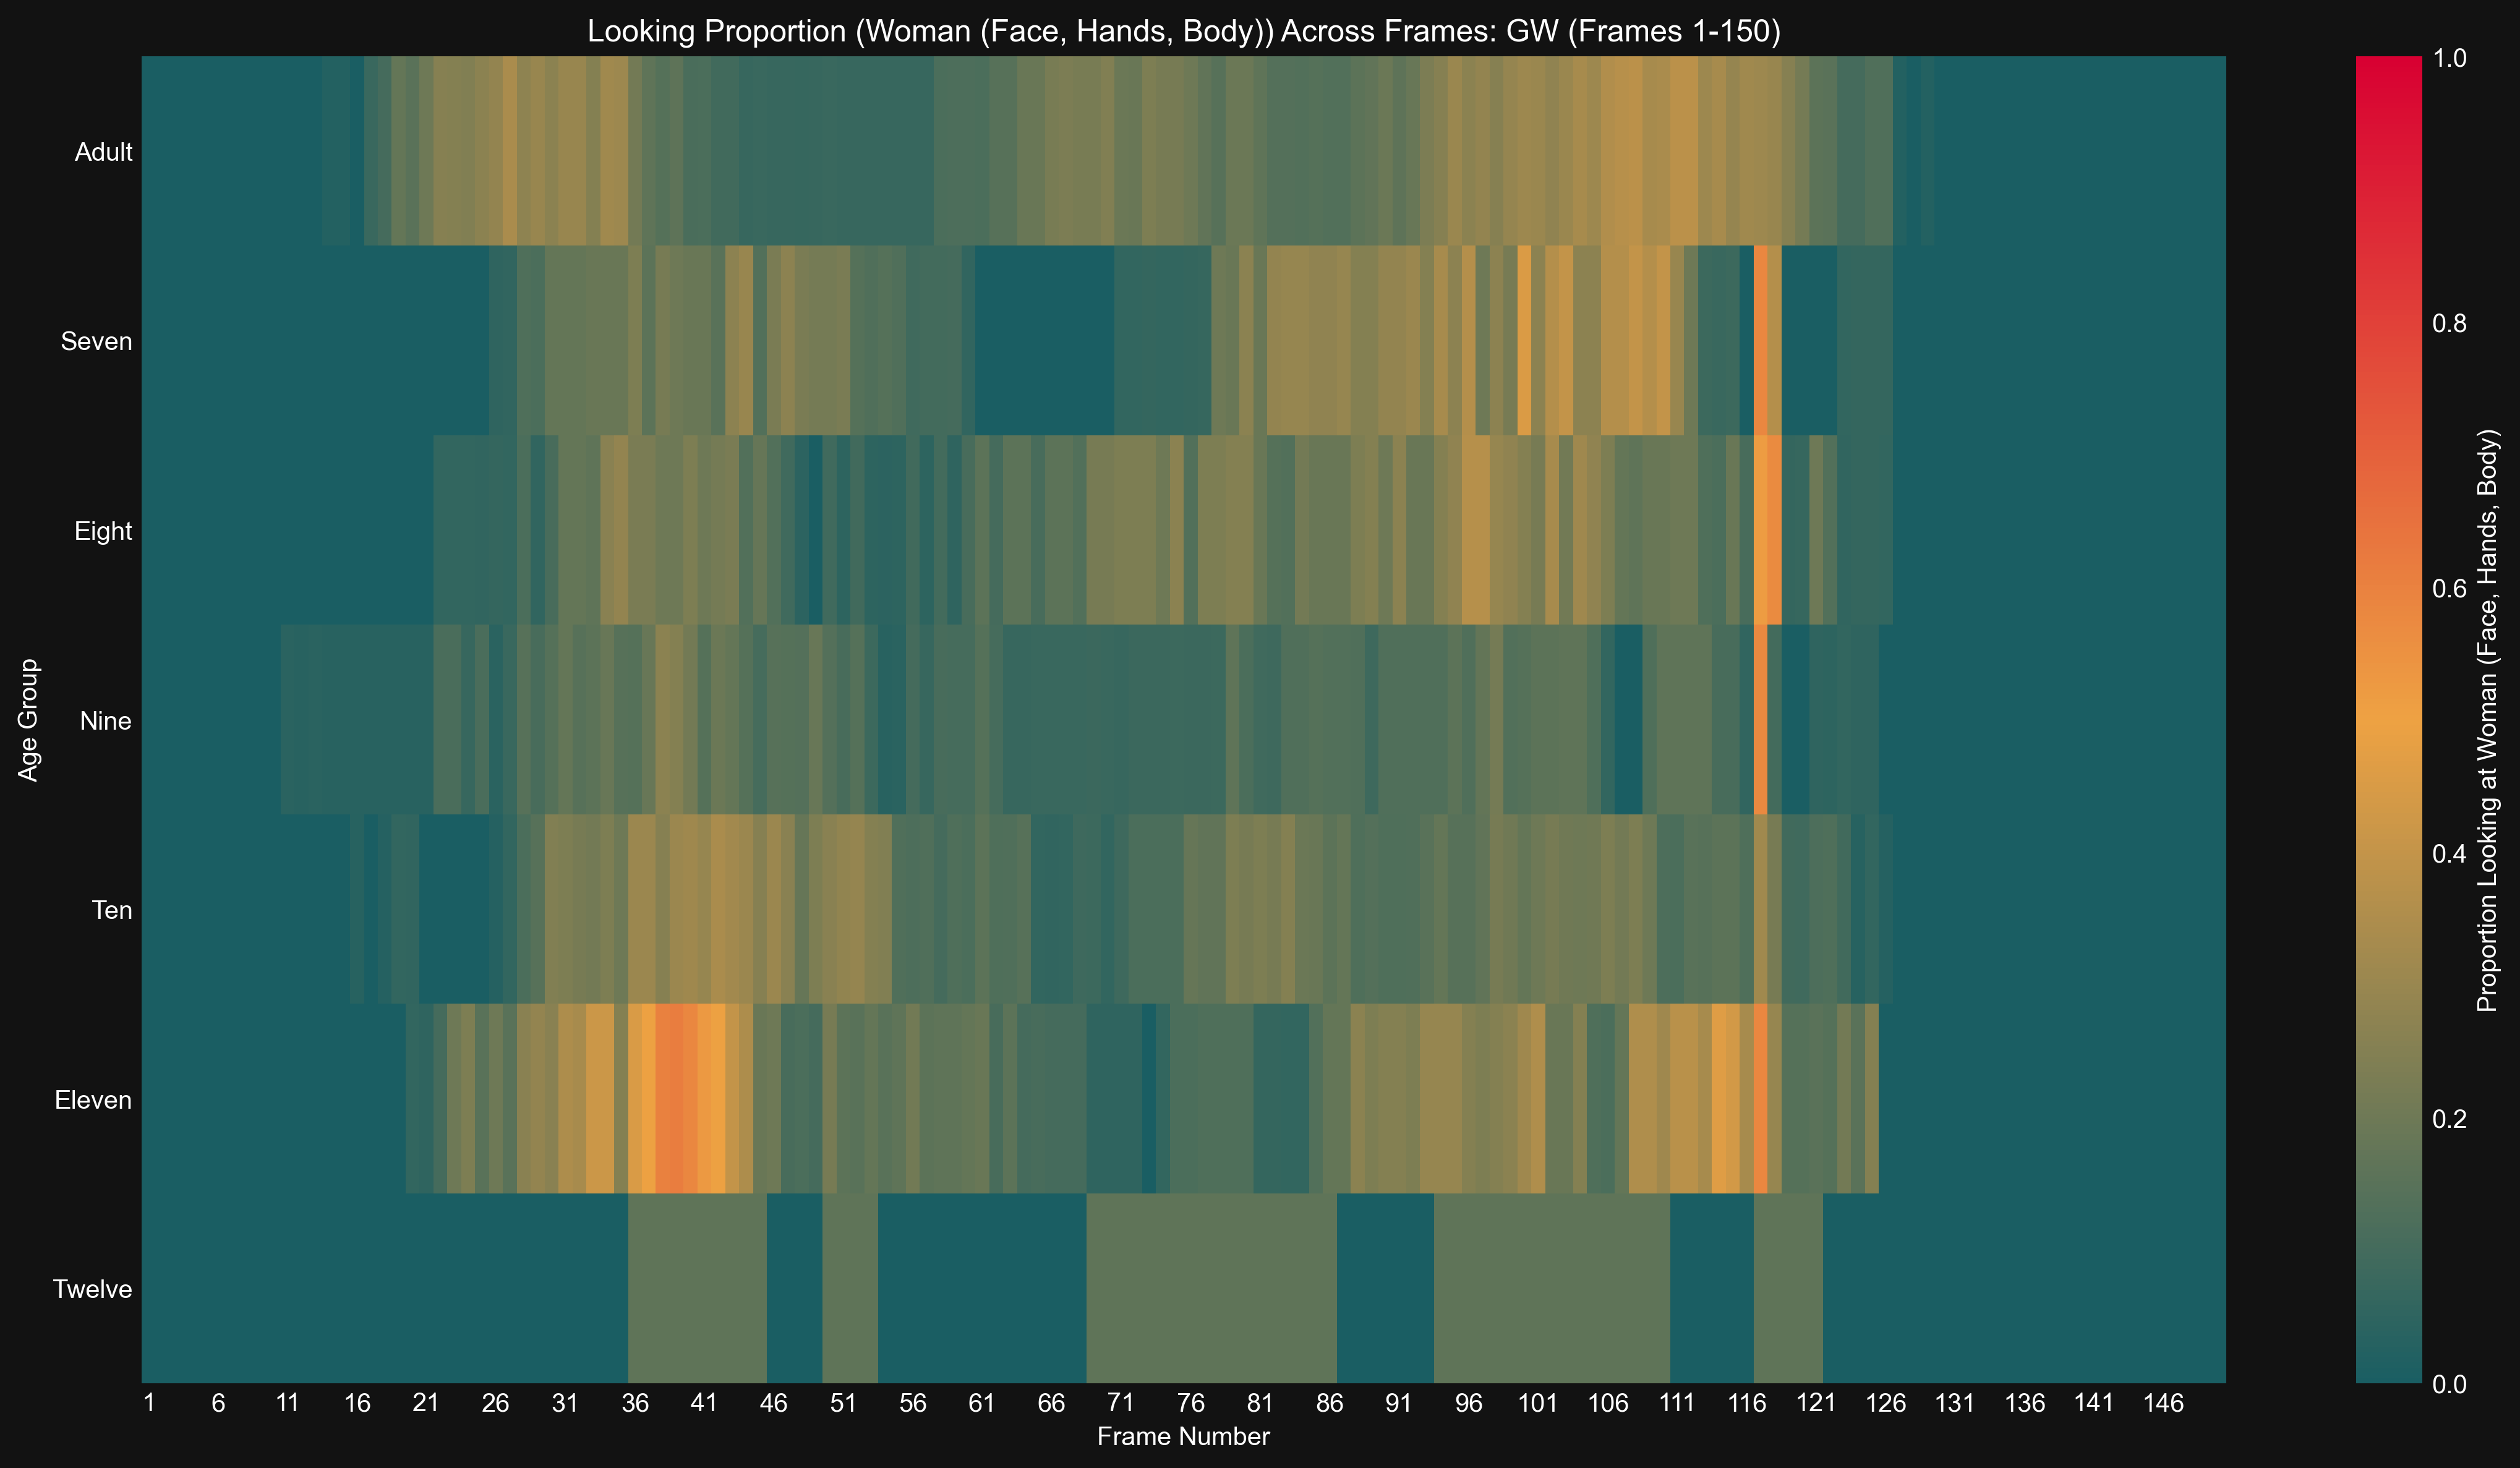 Looking Proportion (Woman (Face, Hands, Body)) Across Frames: GW (Frames 1-150)
Age Group
Adult
Seven
Eight
Nine
Ten
Eleven
Twelve
1 6 11 16 21 26 31 36 41 46 51 56 61 66 71 76 81 86 91 96 101 106 111 116 121 126 131 136 141 146
Frame Number
1.0
0.8
0.6
0.4
0.2
0.0
Proportion Looking at Woman (Face, Hands, Body)